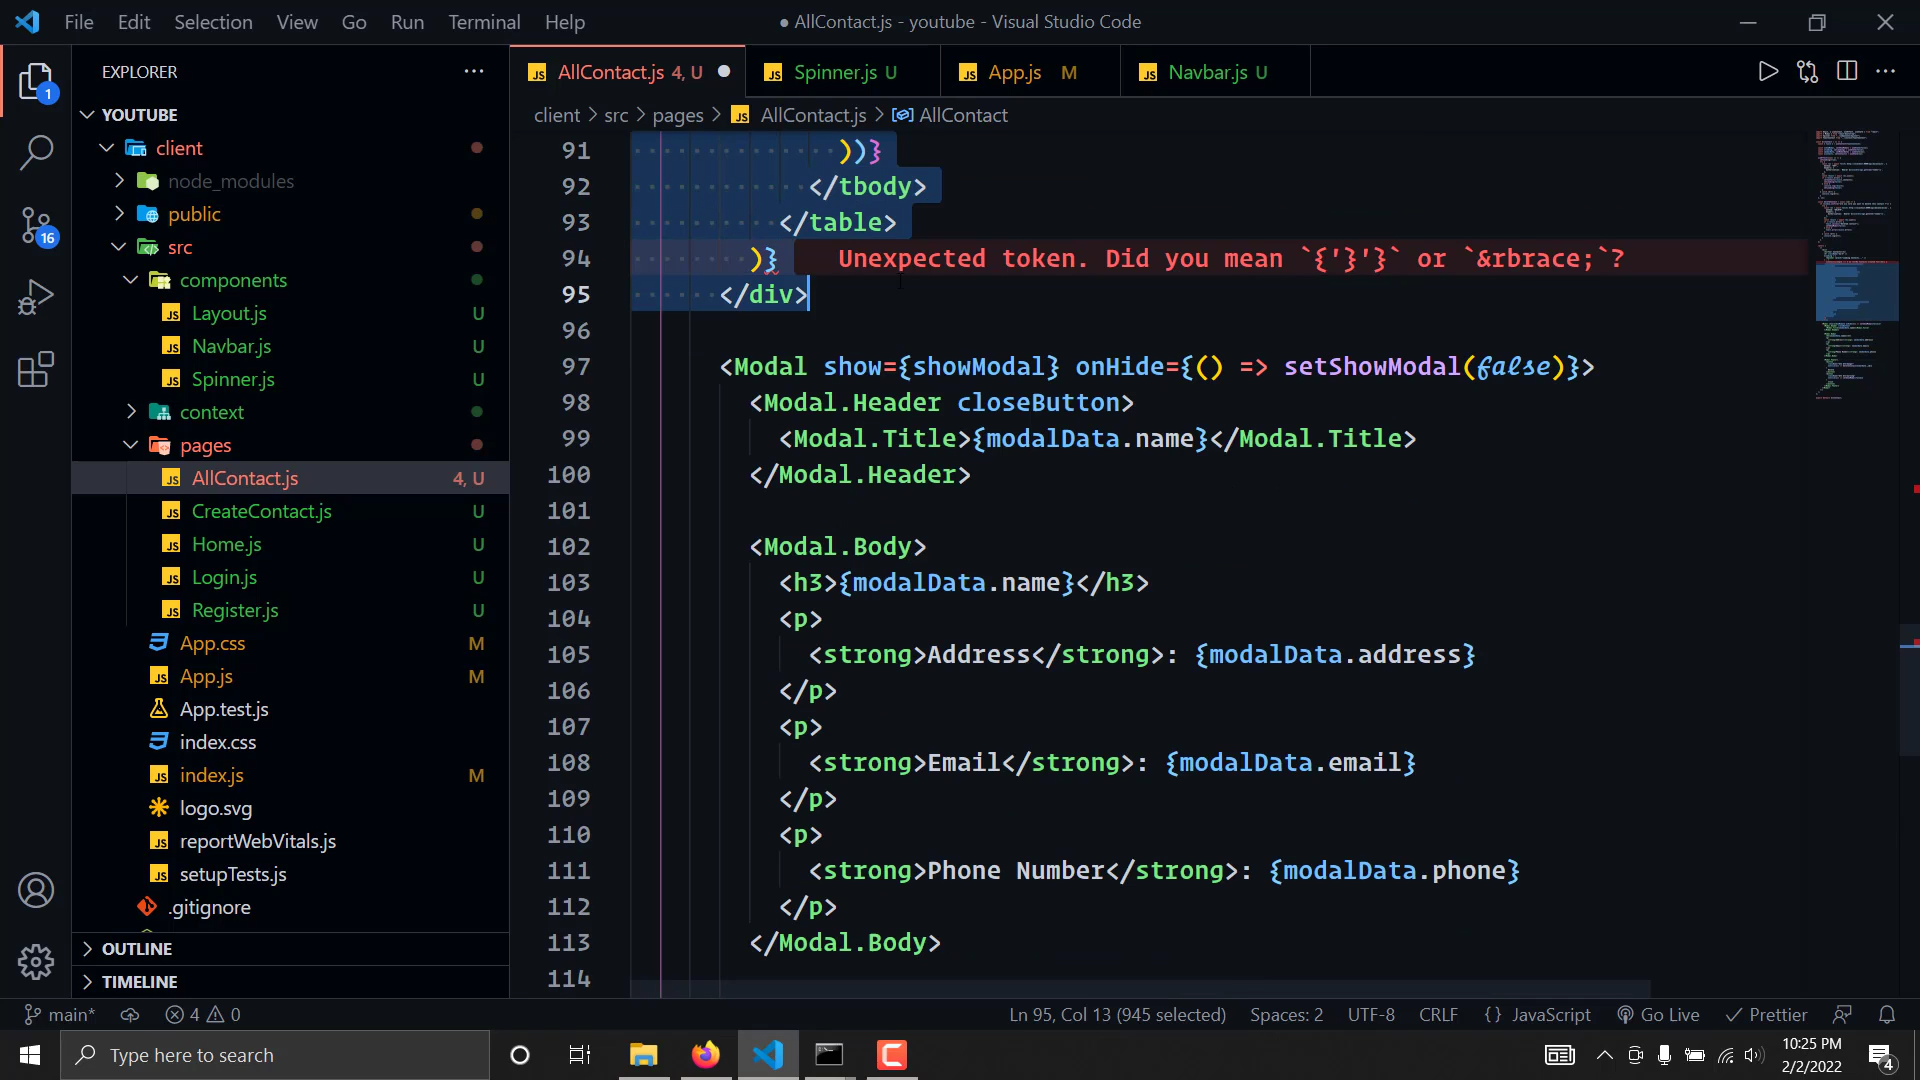 File Edit Selection View Go Run Terminal Help
● AllContact.js - youtube - Visual Studio Code
EXPLORER
AllContact.js 4, U
Spinner.js U
App.js M
Navbar.js U
client > src > pages > AllContact.js > AllContact
1
16
YOUTUBE
client
node_modules
public
src
components
Layout.js U
Navbar.js U
Spinner.js U
context
pages
AllContact.js 4, U
CreateContact.js U
Home.js U
Login.js U
Register.js U
App.css M
App.js M
App.test.js
index.css
index.js M
logo.svg
reportWebVitals.js
setupTests.js
.gitignore
OUTLINE
TIMELINE
91 ))}
92 </tbody>
93 </table>
94 )} Unexpected token. Did you mean `{'}'}` or `&rbrace;`?
95 </div>
96
97 <Modal show={showModal} onHide={() => setShowModal(false)}>
98 <Modal.Header closeButton>
99 <Modal.Title>{modalData.name}</Modal.Title>
100 </Modal.Header>
101
102 <Modal.Body>
103 <h3>{modalData.name}</h3>
104 <p>
105 <strong>Address</strong>: {modalData.address}
106 </p>
107 <p>
108 <strong>Email</strong>: {modalData.email}
109 </p>
110 <p>
111 <strong>Phone Number</strong>: {modalData.phone}
112 </p>
113 </Modal.Body>
114
main* 4 0
Ln 95, Col 13 (945 selected) Spaces: 2 UTF-8 CRLF {} JavaScript Go Live Prettier
Type here to search
10:25 PM
2/2/2022
4